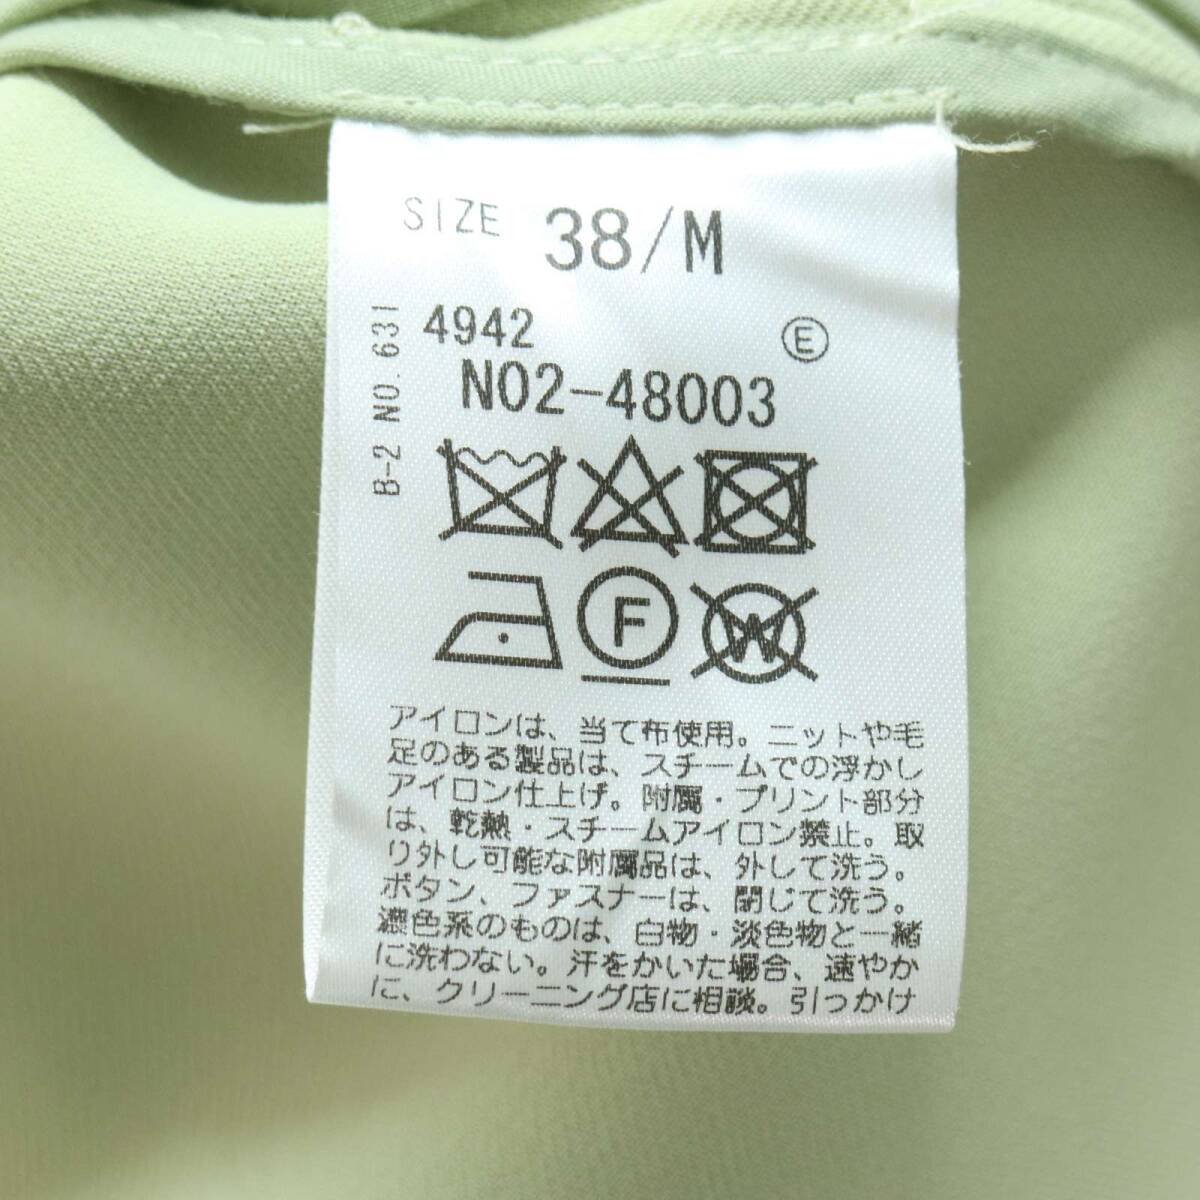 SIZE 38/M
B-2 NO.631
4942 E
N02-48003
F W
アイロンは、当て布使用。ニットや毛
足のある製品は、スチームでの浮かし
アイロン仕上げ。附属・プリント部分
は、乾熱・スチームアイロン禁止。取
り外し可能な附属品は、外して洗う。
ボタン、ファスナーは、閉じて洗う。
濃色系のものは、白物・淡色物と一緒
に洗わない。汗をかいた場合、速やか
に、クリーニング店に相談。引っかけ